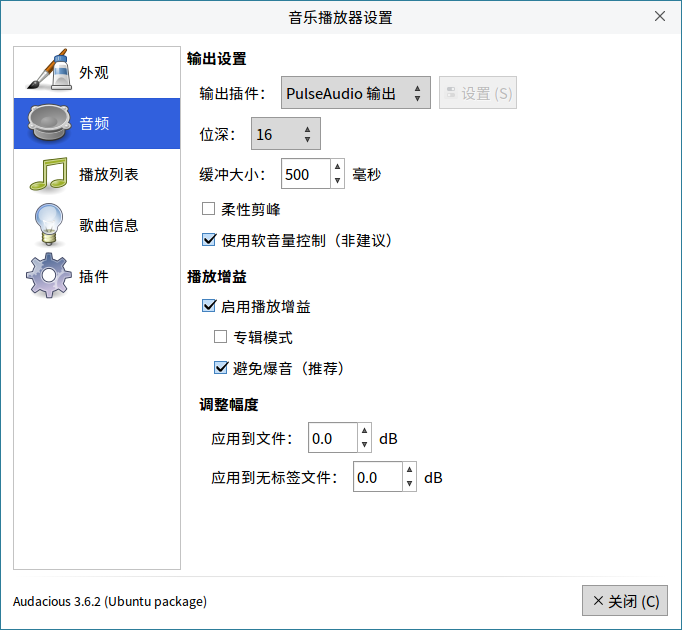 音乐播放器设置
外观
音频
播放列表
歌曲信息
插件
输出设置
输出插件： PulseAudio 输出 设置 (S)
位深： 16
缓冲大小： 500 毫秒
柔性剪峰
使用软音量控制（非建议）
播放增益
启用播放增益
专辑模式
避免爆音（推荐）
调整幅度
应用到文件： 0.0 dB
应用到无标签文件： 0.0 dB
Audacious 3.6.2 (Ubuntu package)
关闭 (C)